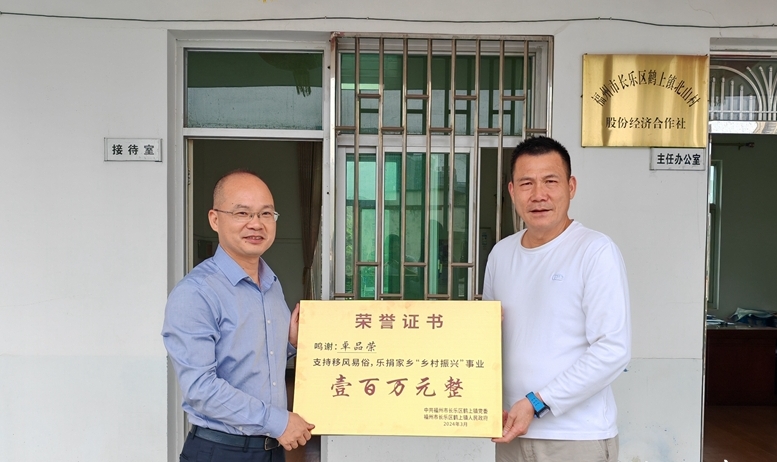 接待室
福州市长乐区鹤上镇北山村
股份经济合作社
主任办公室
荣誉证书
鸣谢：单品荣
支持移风易俗，乐捐家乡“乡村振兴”事业
壹百万元整
中共福州市长乐区鹤上镇党委
福州市长乐区鹤上镇人民政府
2024年3月